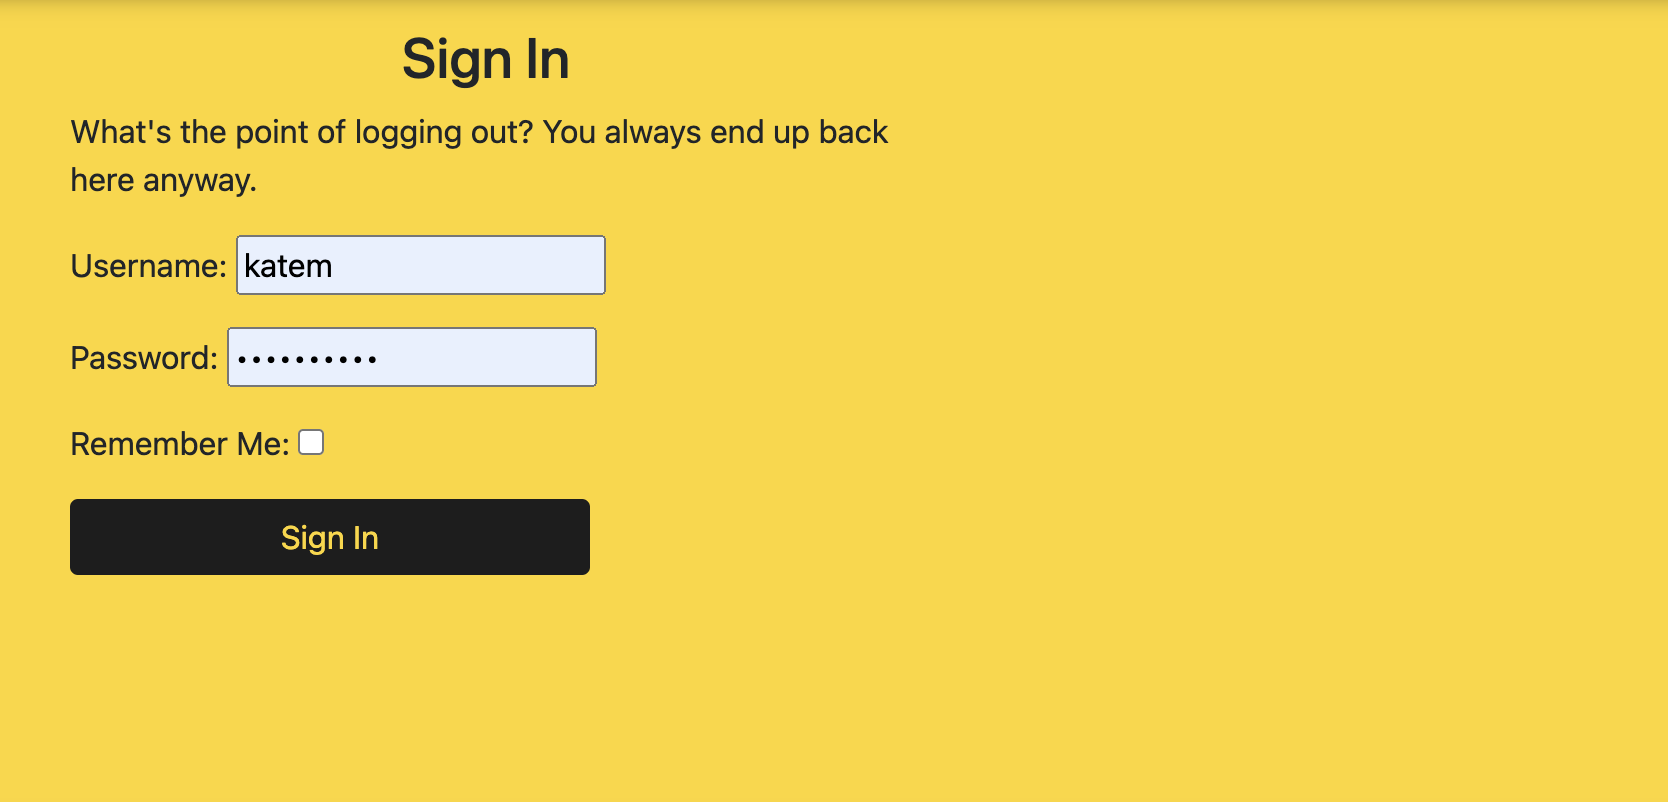 Sign In
What's the point of logging out? You always end up back
here anyway.
Username: katem
Password: ••••••••••
Remember Me:
Sign In